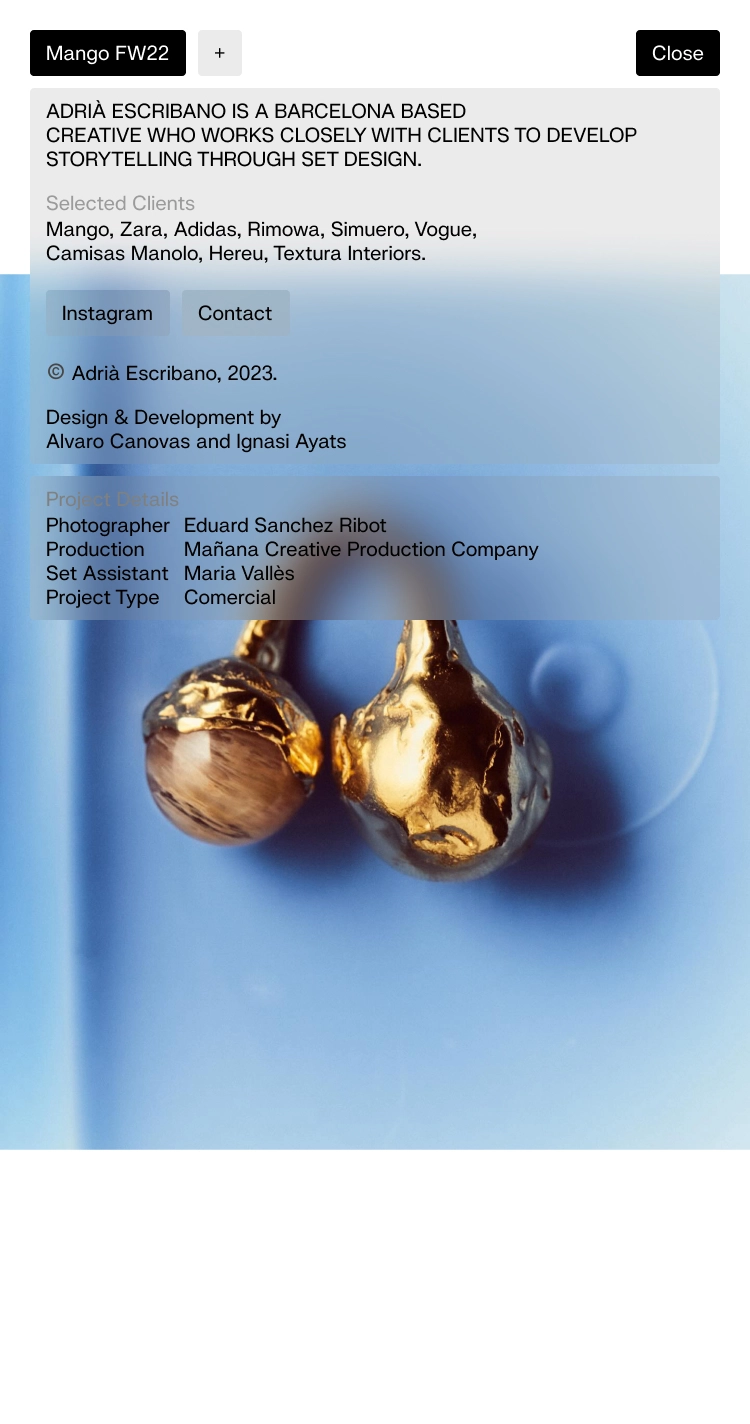 Mango FW22
+
Close
ADRIÀ ESCRIBANO IS A BARCELONA BASED
CREATIVE WHO WORKS CLOSELY WITH CLIENTS TO DEVELOP
STORYTELLING THROUGH SET DESIGN.
Selected Clients
Mango, Zara, Adidas, Rimowa, Simuero, Vogue,
Camisas Manolo, Hereu, Textura Interiors.
Instagram
Contact
© Adrià Escribano, 2023.
Design & Development by
Alvaro Canovas and Ignasi Ayats
Project Details
Photographer Eduard Sanchez Ribot
Production Mañana Creative Production Company
Set Assistant Maria Vallès
Project Type Comercial